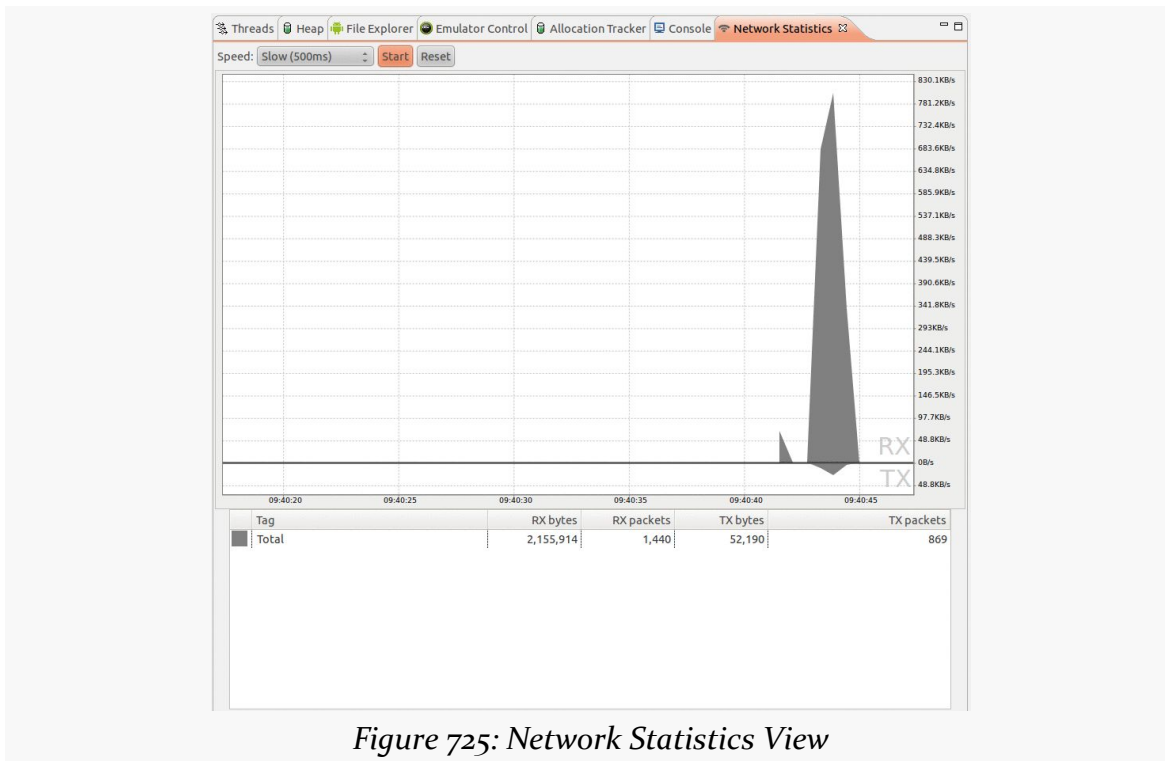 Threads Heap File Explorer Emulator Control Allocation Tracker Console Network Statistics
Speed: Slow (500ms) Start Reset
830.1KB/s
781.2KB/s
732.4KB/s
683.6KB/s
634.8KB/s
585.9KB/s
537.1KB/s
488.3KB/s
439.5KB/s
390.6KB/s
341.8KB/s
293KB/s
244.1KB/s
195.3KB/s
146.5KB/s
97.7KB/s
RX 48.8KB/s
0B/s
TX 48.8KB/s
09:40:20 09:40:25 09:40:30 09:40:35 09:40:40 09:40:45
Tag RX bytes RX packets TX bytes TX packets
Total 2,155,914 1,440 52,190 869
Figure 725: Network Statistics View